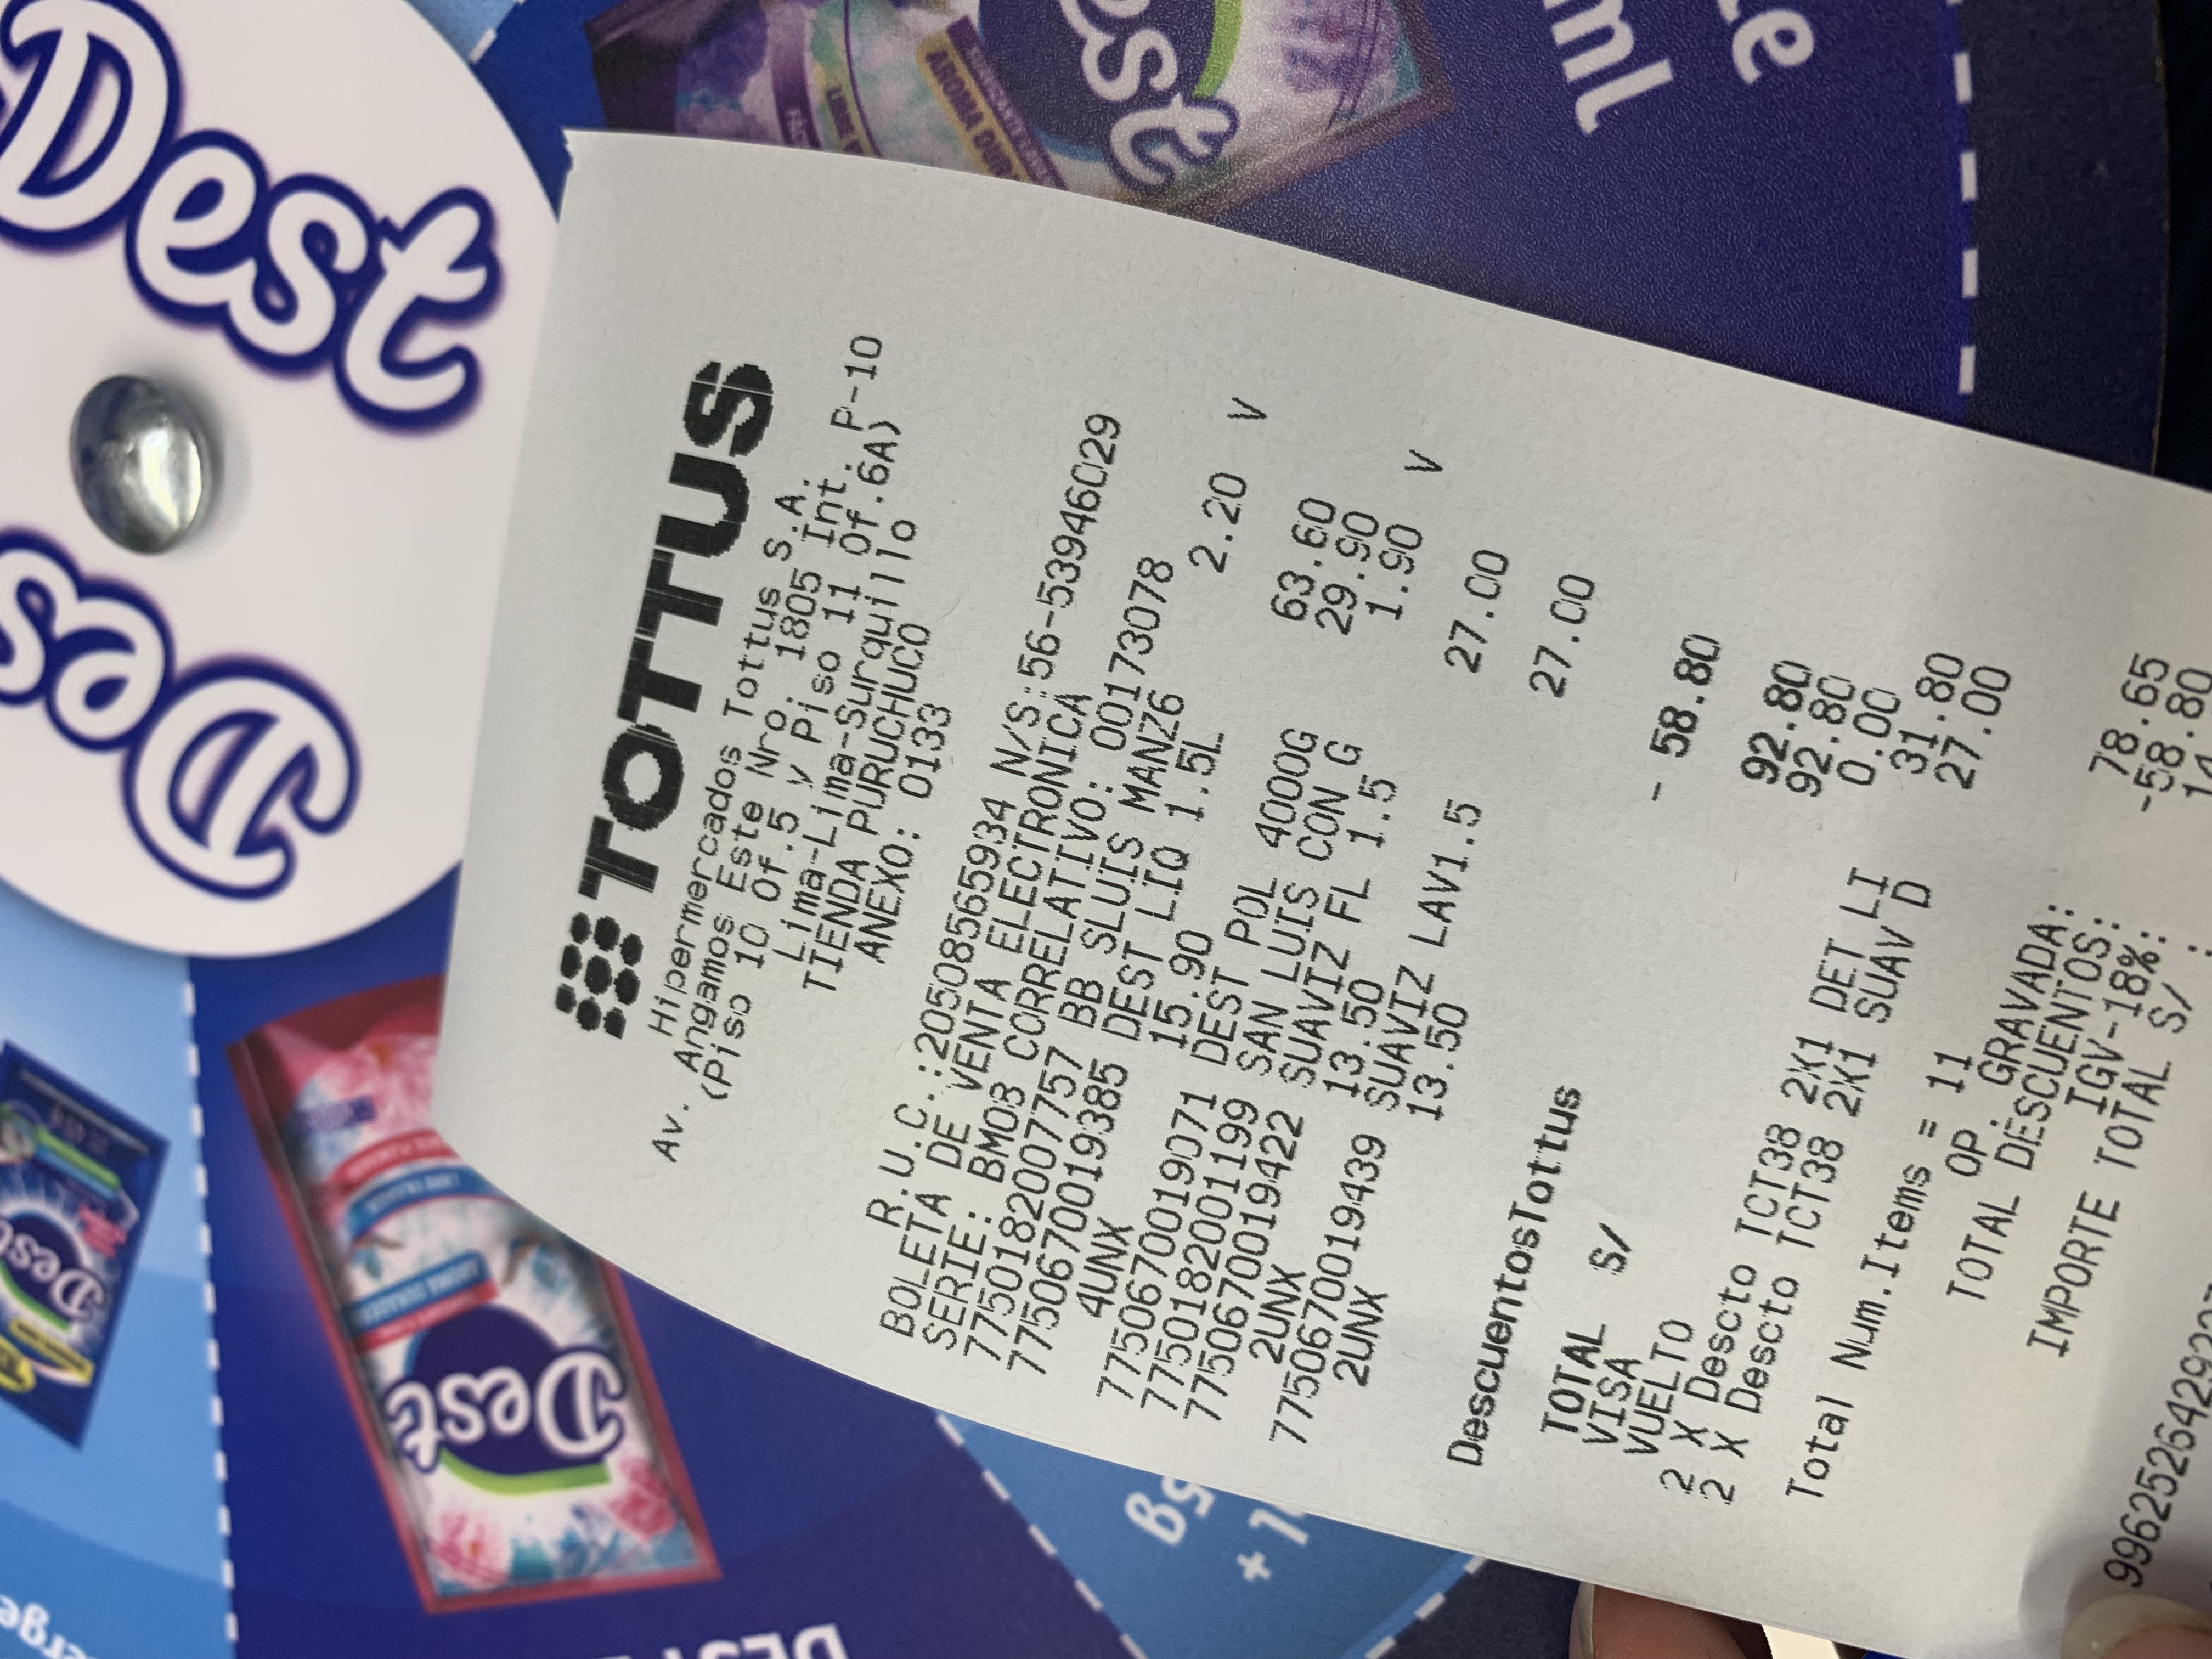 Des
Dest
Dest
Dest
TOTTUS
Hipermercados Tottus S.A.
Av. Angamos Este Nro. 1805 Int. P-10
(Piso 10 Of.5 y Piso 11 Of.6A)
Lima-Lima-Surquillo
TIENDA PURUCHUCO
ANEXO: 0133
R.U.C.:20508565934 N/S:56-53946029
BOLETA DE VENTA ELECTRONICA
SERIE: BM08 CORRELATIVO: 00173078
7750182007757 BB SLUIS MANZ6 2.20 V
7750670019385 DEST LIQ 1.5L
4UNX 15.90 63.60
7750670019071 DEST POL 4000G 29.90
7750182001199 SAN LUIS CON G 1.90 V
7750670019422 SUAVIZ FL 1.5
2UNX 13.50 27.00
7750670019439 SUAVIZ LAV1.5
2UNX 13.50 27.00
DescuentosTottus - 58.80
TOTAL S/ 92.80
VISA 92.80
VUELTO 0.00
2 X Descto TCT38 2X1 DET LI 31.80
2 X Descto TCT38 2X1 SUAV D 27.00
Total Num.Items = 11
OP. GRAVADA: 78.65
TOTAL DESCUENTOS: -58.80
IGV-18%: 14
IMPORTE TOTAL S/ :